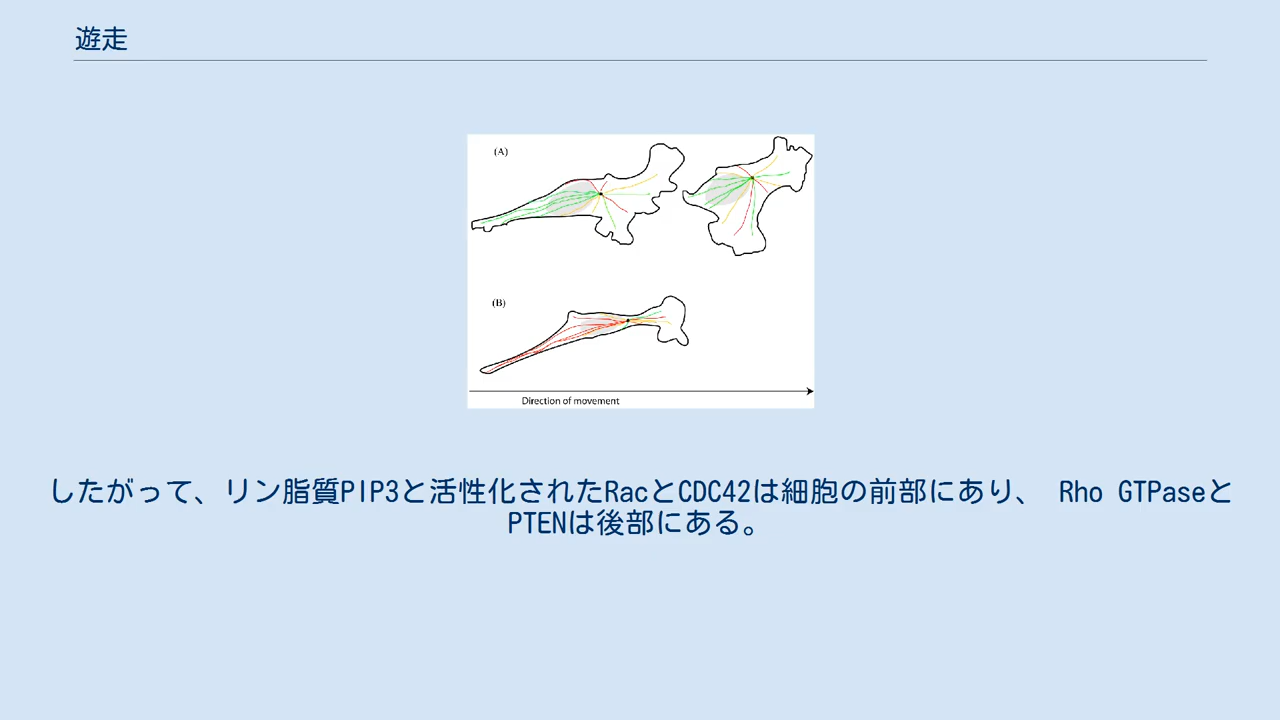 遊走
(A)
(B)
Direction of movement
したがって、リン脂質PIP3と活性化されたRacとCDC42は細胞の前部にあり、 Rho GTPaseと
PTENは後部にある。